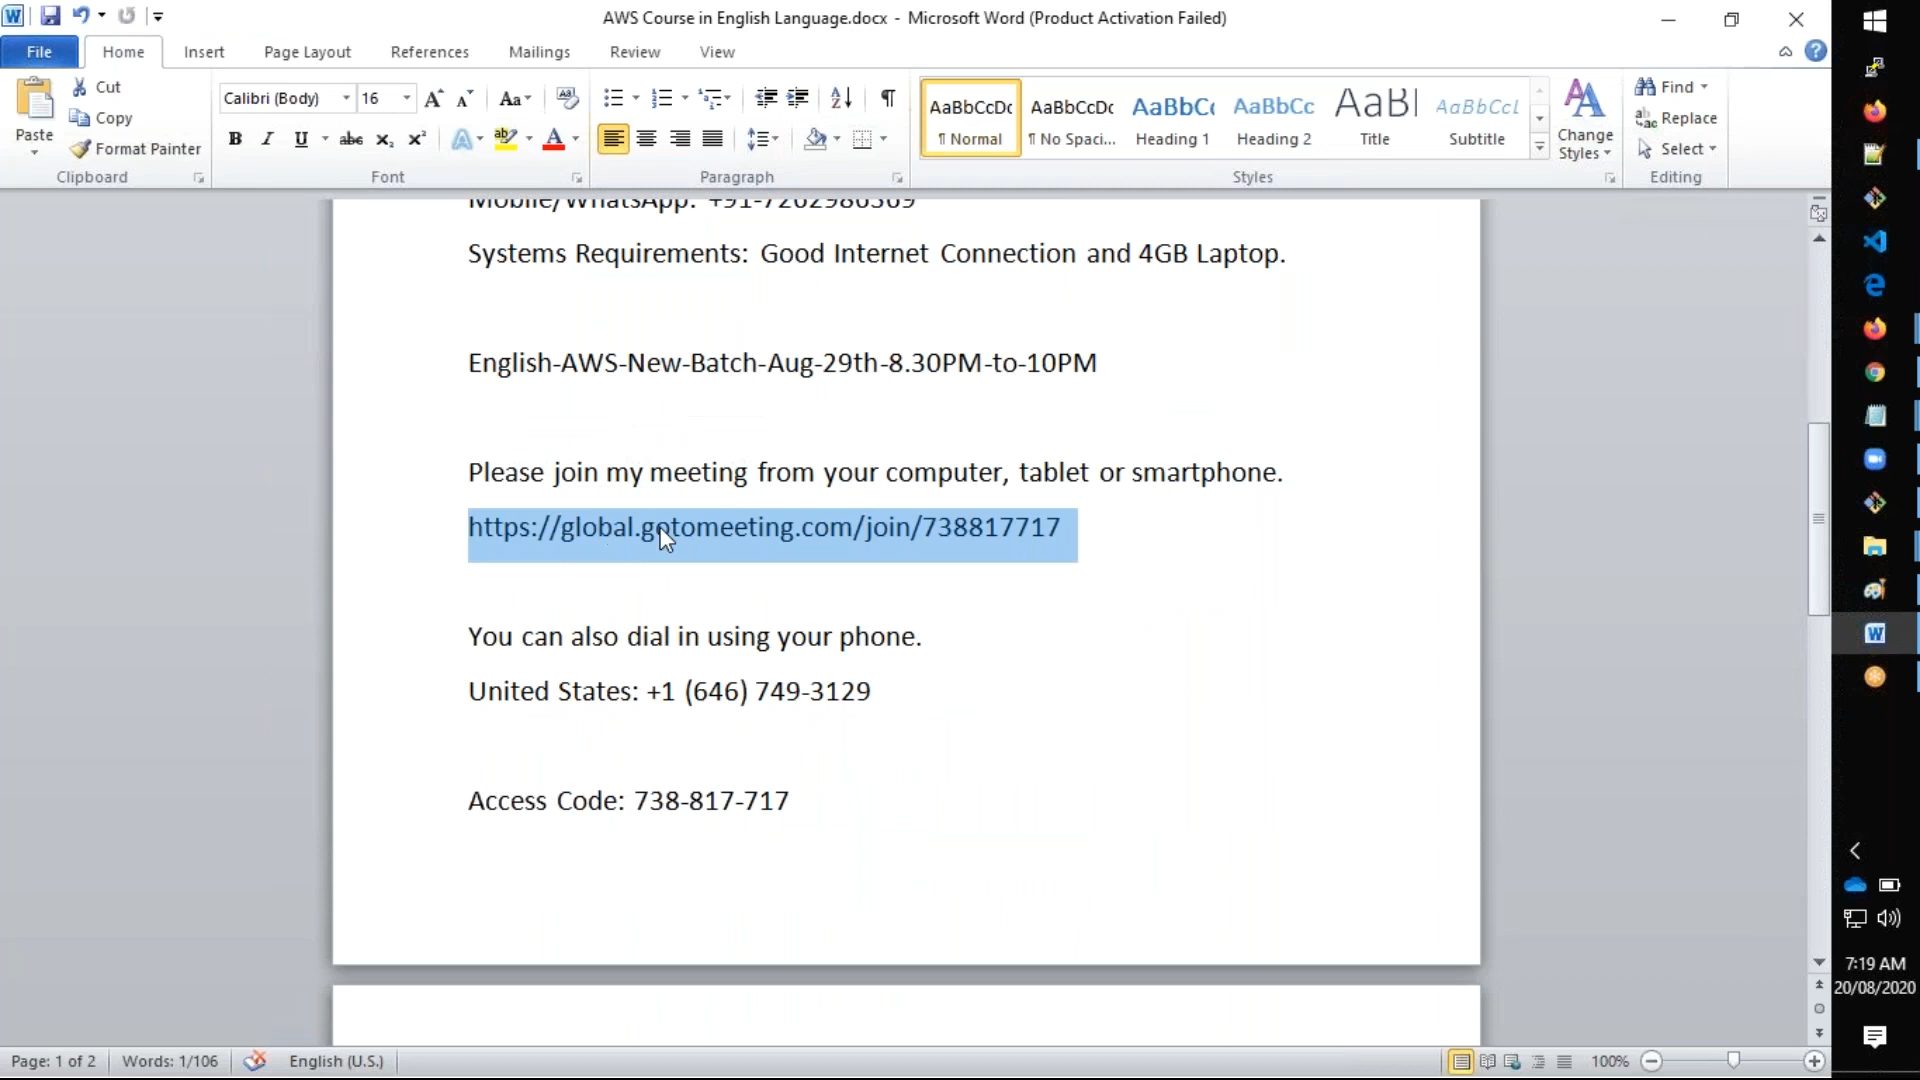 AWS Course in English Language.docx - Microsoft Word (Product Activation Failed)
File Home Insert Page Layout References Mailings Review View
Cut
Copy
Format Painter
Paste
Clipboard
Calibri (Body) 16
Font
Paragraph
AaBbCcDc AaBbCcDc AaBbC AaBbCc AaBl AaBbCcL
¶ Normal ¶ No Spaci... Heading 1 Heading 2 Title Subtitle
Styles
Change Styles
Find
Replace
Select
Editing
Mobile/WhatsApp: +91-7262986369
Systems Requirements: Good Internet Connection and 4GB Laptop.
English-AWS-New-Batch-Aug-29th-8.30PM-to-10PM
Please join my meeting from your computer, tablet or smartphone.
https://global.gotomeeting.com/join/738817717
You can also dial in using your phone.
United States: +1 (646) 749-3129
Access Code: 738-817-717
7:19 AM
20/08/2020
Page: 1 of 2 Words: 1/106 English (U.S.) 100%